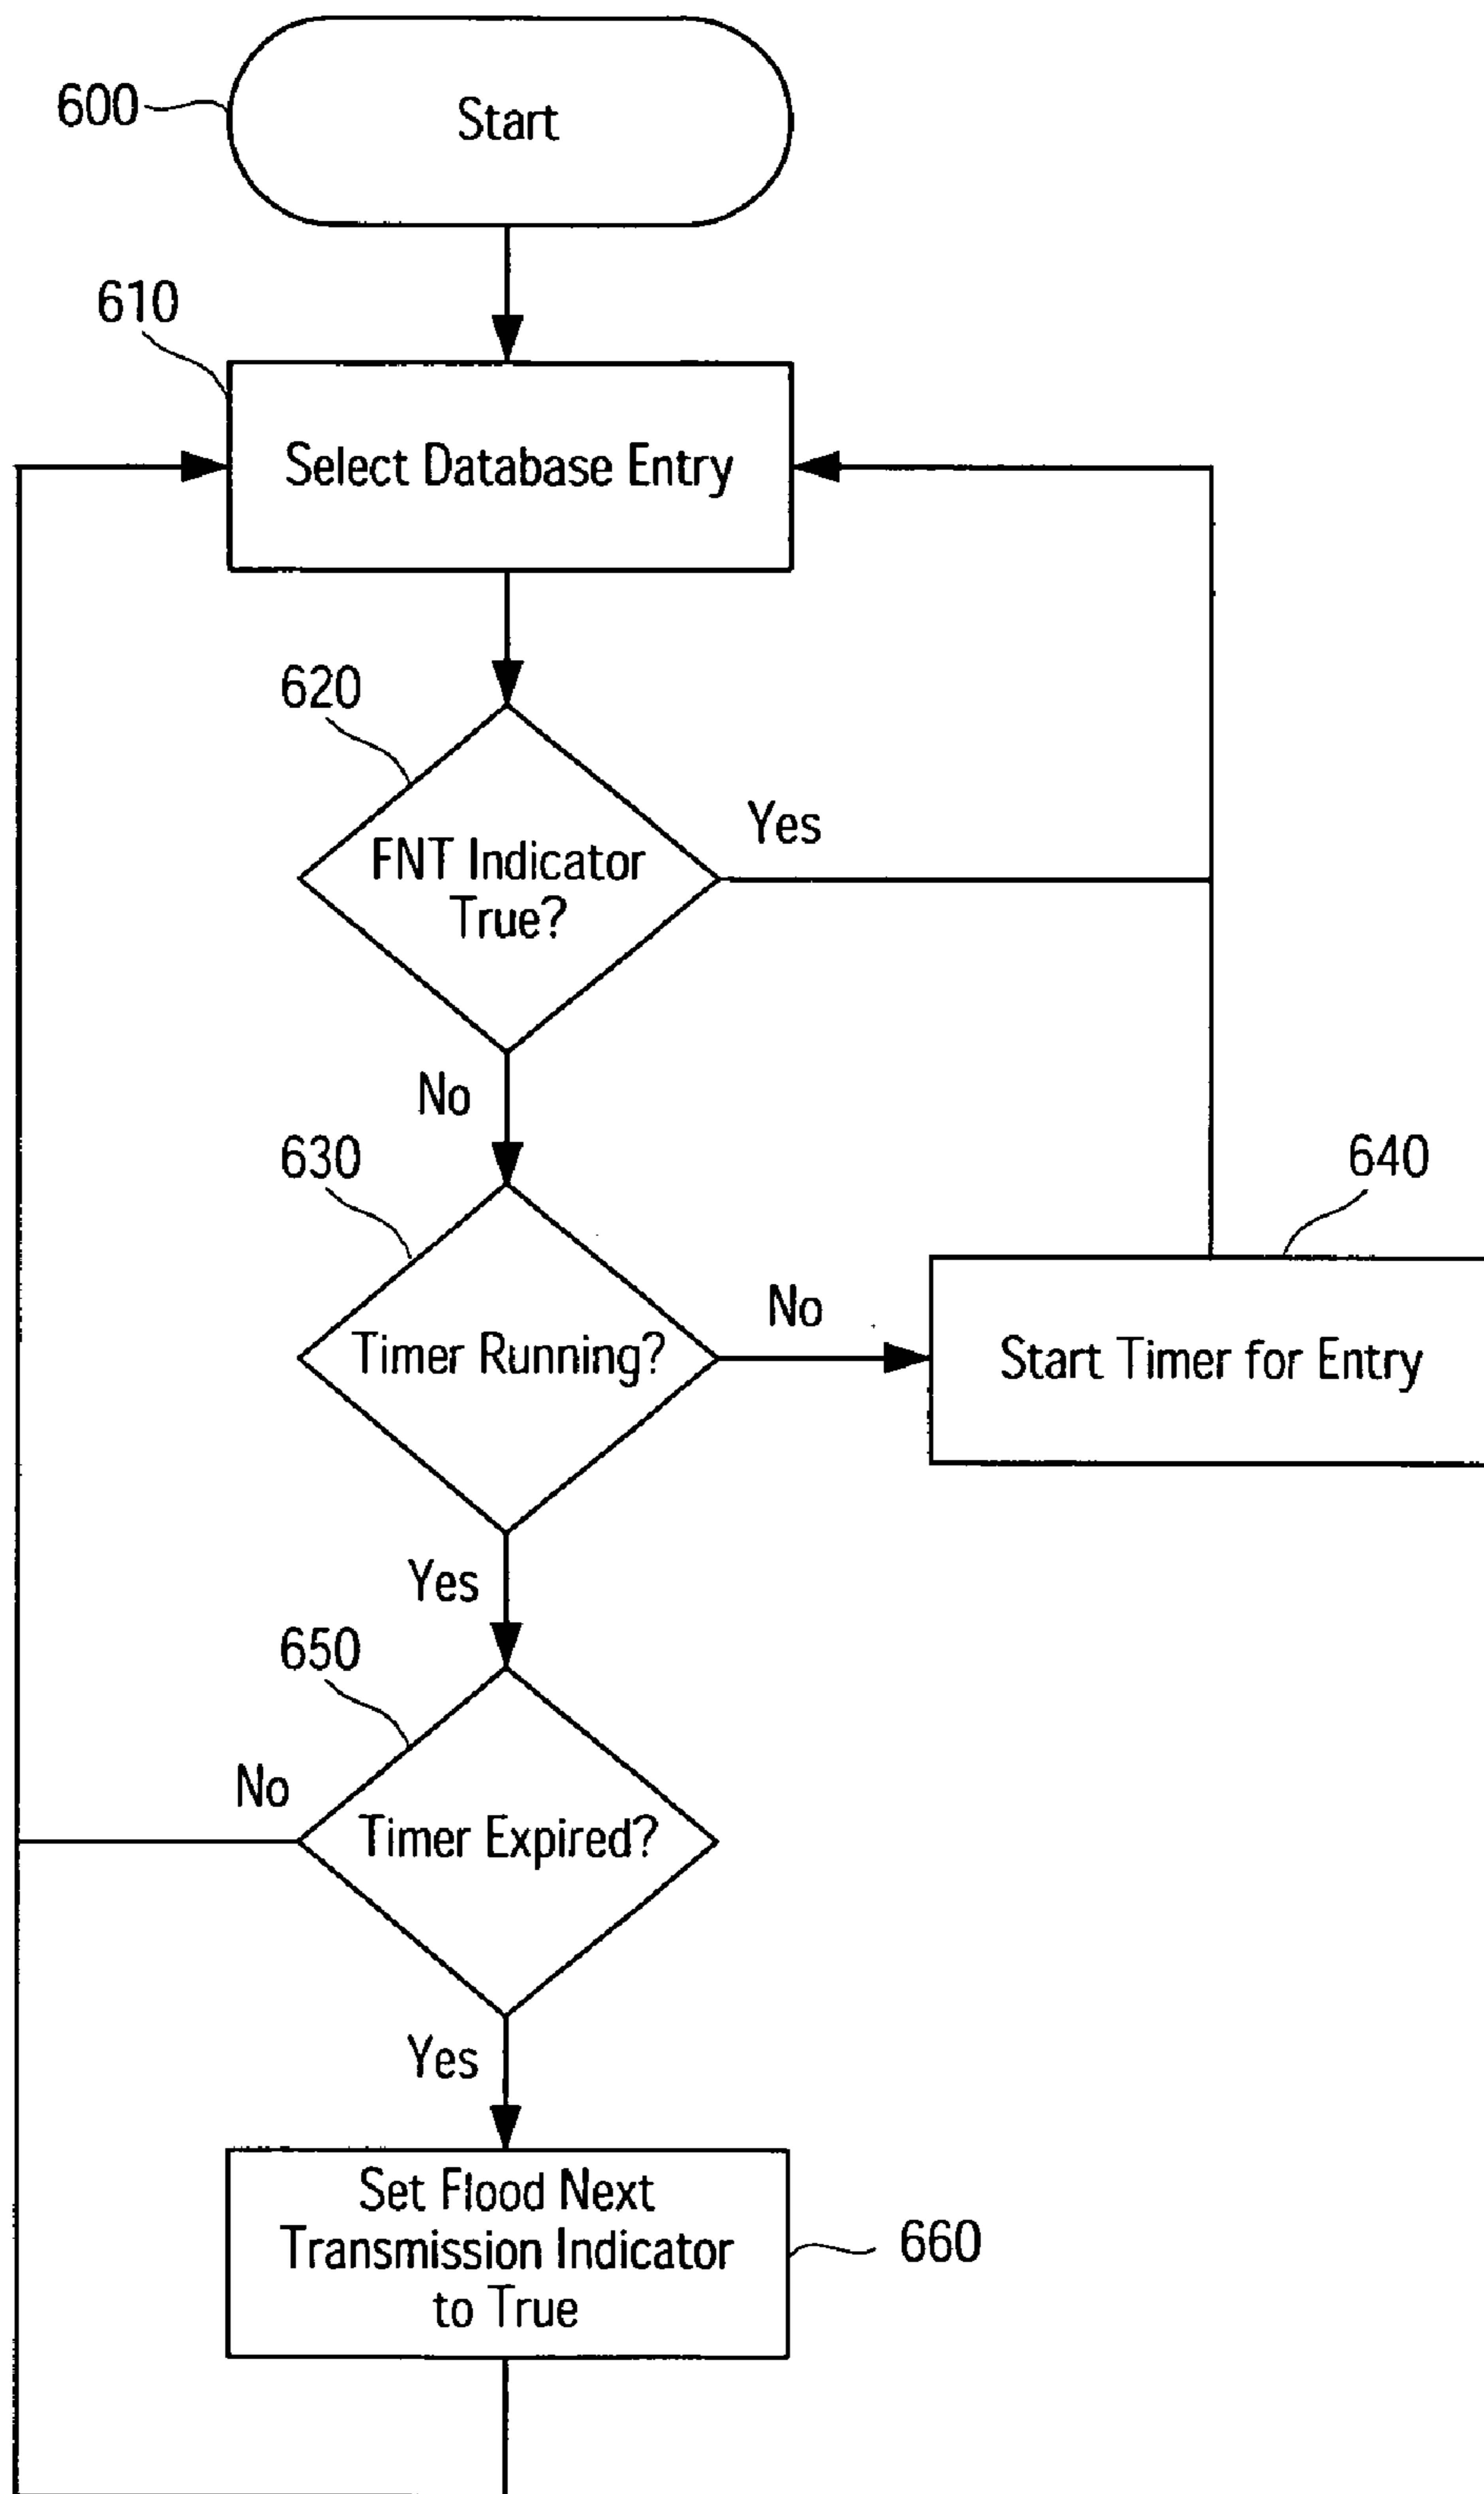 600
Start
610
Select Database Entry
620
Yes
FNT Indicator
True?
No
630
640
No
Timer Running?
Start Timer for Entry
Yes
650
No
Timer Expired?
Yes
Set Flood Next
Transmission Indicator
to True
660